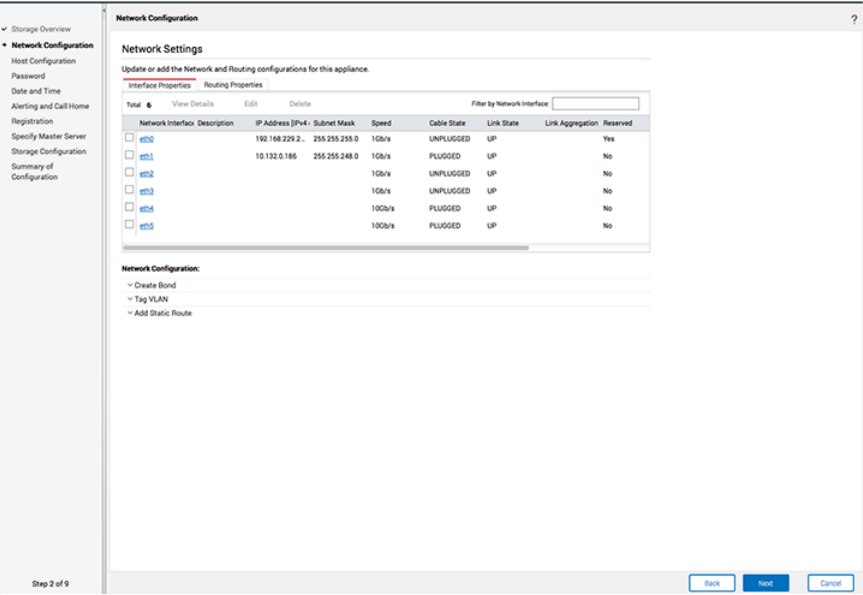 Network Configuration
?
Storage Overview
Network Configuration
Host Configuration
Password
Date and Time
Alerting and Call Home
Registration
Specify Master Server
Storage Configuration
Summary of
Configuration
Network Settings
Update or add the Network and Routing configurations for this appliance.
Interface Properties Routing Properties
Total 6 View Details Edit Delete Filter by Network Interface:
Network Interfac Description IP Address [IPv4 Subnet Mask Speed Cable State Link State Link Aggregation Reserved
eth0 192.168.229.2... 255.255.255.0 1Gb/s UNPLUGGED UP Yes
eth1 10.132.0.186 255.255.248.0 1Gb/s PLUGGED UP No
eth2 1Gb/s UNPLUGGED UP No
eth3 1Gb/s UNPLUGGED UP No
eth4 10Gb/s PLUGGED UP No
eth5 10Gb/s PLUGGED UP No
Network Configuration:
Create Bond
Tag VLAN
Add Static Route
Step 2 of 9
Back Next Cancel